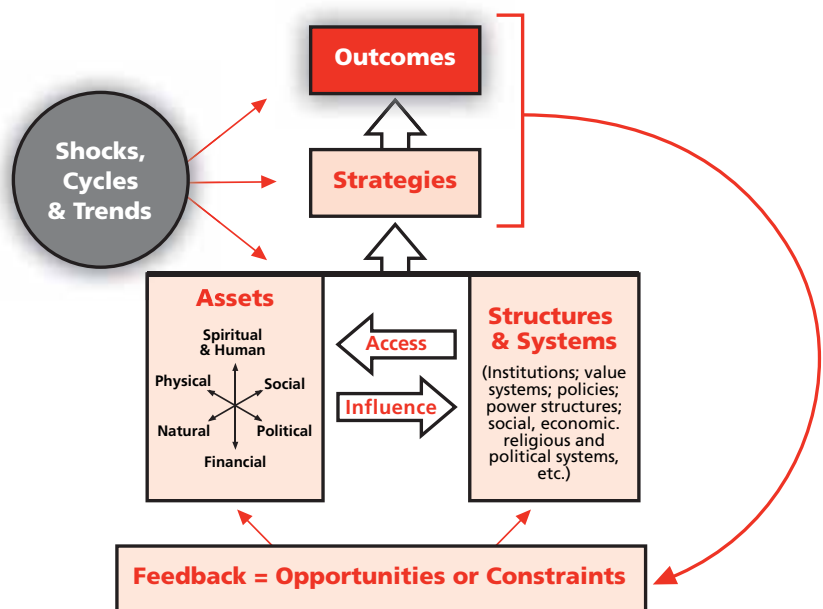 Outcomes
Shocks,
Cycles
& Trends
Strategies
Assets
Spiritual
& Human
Physical
Social
Natural
Political
Financial
Access
Influence
Structures
& Systems
(Institutions; value
systems; policies;
power structures;
social, economic.
religious and
political systems,
etc.)
Feedback = Opportunities or Constraints